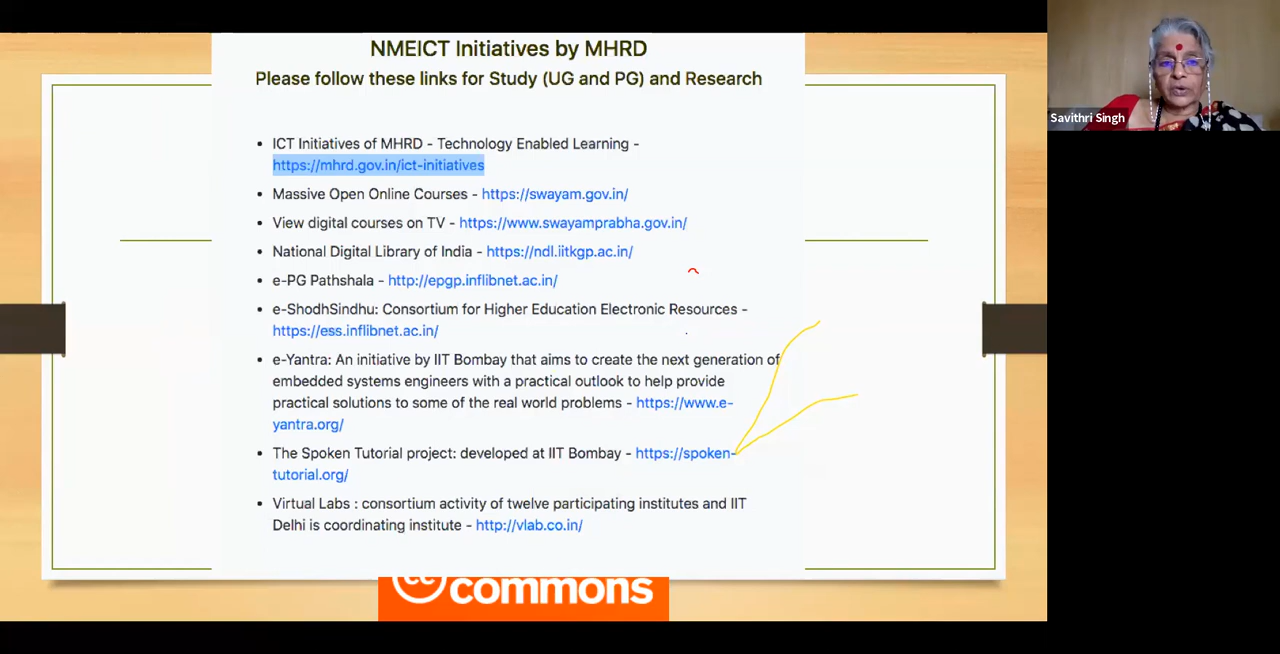 NMEICT Initiatives by MHRD
Please follow these links for Study (UG and PG) and Research
• ICT Initiatives of MHRD - Technology Enabled Learning -
https://mhrd.gov.in/ict-initiatives
• Massive Open Online Courses - https://swayam.gov.in/
• View digital courses on TV - https://www.swayamprabha.gov.in/
• National Digital Library of India - https://ndl.iitkgp.ac.in/
• e-PG Pathshala - http://epgp.inflibnet.ac.in/
• e-ShodhSindhu: Consortium for Higher Education Electronic Resources -
https://ess.inflibnet.ac.in/
• e-Yantra: An initiative by IIT Bombay that aims to create the next generation of
embedded systems engineers with a practical outlook to help provide
practical solutions to some of the real world problems - https://www.e-
yantra.org/
• The Spoken Tutorial project: developed at IIT Bombay - https://spoken-
tutorial.org/
• Virtual Labs : consortium activity of twelve participating institutes and IIT
Delhi is coordinating institute - http://vlab.co.in/
cc
commons
Savithri Singh